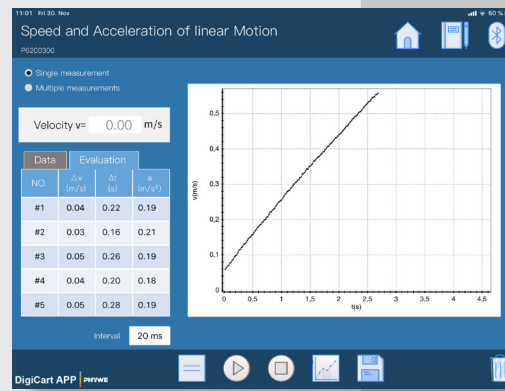 11:01 Fri 30. Nov
80 %
Speed and Acceleration of linear Motion
P6200300
Single measurement
Multiple measurements
Velocity v= 0.00 m/s
Data Evaluation
NO. △v (m/s) △t (s) a (m/s²)
#1 0.04 0.22 0.19
#2 0.03 0.16 0.21
#3 0.05 0.26 0.19
#4 0.04 0.20 0.18
#5 0.05 0.28 0.19
Interval 20 ms
v(m/s)
0,5
0,4
0,3
0,2
0,1
0
0 0,5 1 1,5 2 2,5 3 3,5 4 4,5
t(s)
DigiCart APP PHYWE